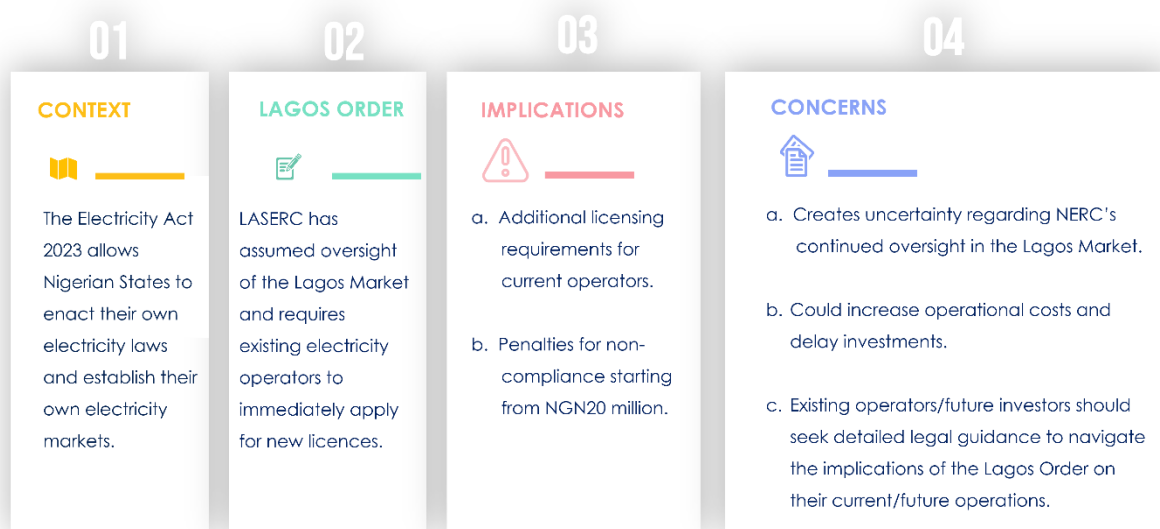 01
CONTEXT
The Electricity Act
2023 allows
Nigerian States to
enact their own
electricity laws
and establish their
own electricity
markets.
02
LAGOS ORDER
LASERC has
assumed oversight
of the Lagos Market
and requires
existing electricity
operators to
immediately apply
for new licences.
03
IMPLICATIONS
a. Additional licensing
requirements for
current operators.
b. Penalties for non-
compliance starting
from NGN20 million.
04
CONCERNS
a. Creates uncertainty regarding NERC's
continued oversight in the Lagos Market.
b. Could increase operational costs and
delay investments.
c. Existing operators/future investors should
seek detailed legal guidance to navigate
the implications of the Lagos Order on
their current/future operations.